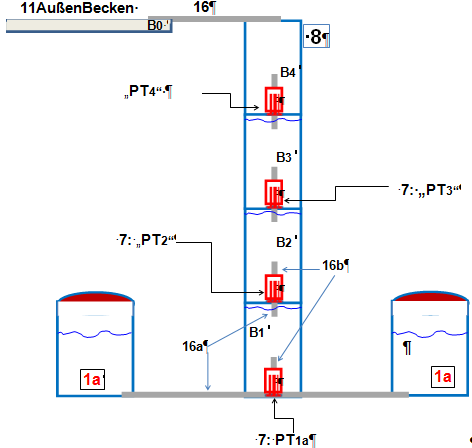 11AußenBecken· 16¶
B0·'
·8¶
B4'
„PT4“·¶
¶
B3'
¶
·7:·„PT3“¶
·7:·„PT2“¶
B2'
16b¶
¶
B1'
16a¶
¶
1a'
1a
¶
·7:·PT1a¶